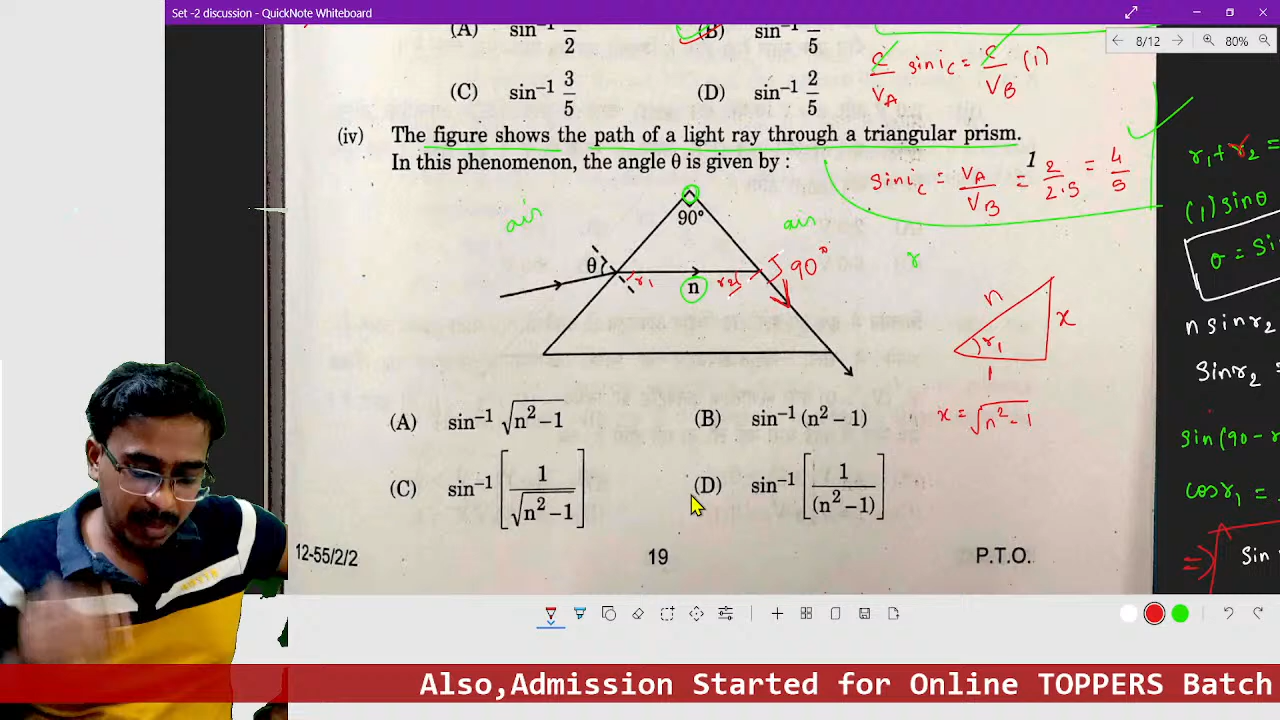 Set -2 discussion - QuickNote Whiteboard
8/12
80%
(A) sin⁻¹ /2
(B) sin⁻¹ /5
(C) sin⁻¹ 3/5
(D) sin⁻¹ 2/5
C/V_A sin i_c = C/V_B (1)
sin i_c = V_A/V_B = 2/2.5 = 4/5
1
(iv) The figure shows the path of a light ray through a triangular prism.
In this phenomenon, the angle θ is given by :
air
90°
air
θ
r₁
n
r₂
90°
r
n
x
r₁
1
x = √n² - 1
r₁ + r₂ =
(1) sinθ
θ = Si
n sin r₂
Sin r₂ =
sin(90 - r
cos r₁ =
=> Sin
(A) sin⁻¹ √n² – 1
(B) sin⁻¹ (n² – 1)
(C) sin⁻¹ [1/√n² – 1]
(D) sin⁻¹ [1/(n² – 1)]
12-55/2/2
19
P.T.O.
Also,Admission Started for Online TOPPERS Batch